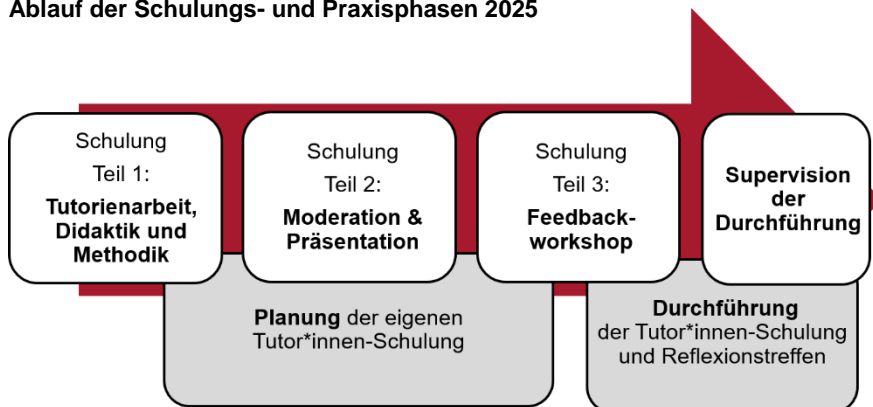 Ablauf der Schulungs- und Praxisphasen 2025
Schulung
Teil 1:
Tutorienarbeit,
Didaktik und
Methodik
Schulung
Teil 2:
Moderation &
Präsentation
Schulung
Teil 3:
Feedback-
workshop
Supervision
der
Durchführung
Planung der eigenen
Tutor*innen-Schulung
Durchführung
der Tutor*innen-Schulung
und Reflexionstreffen